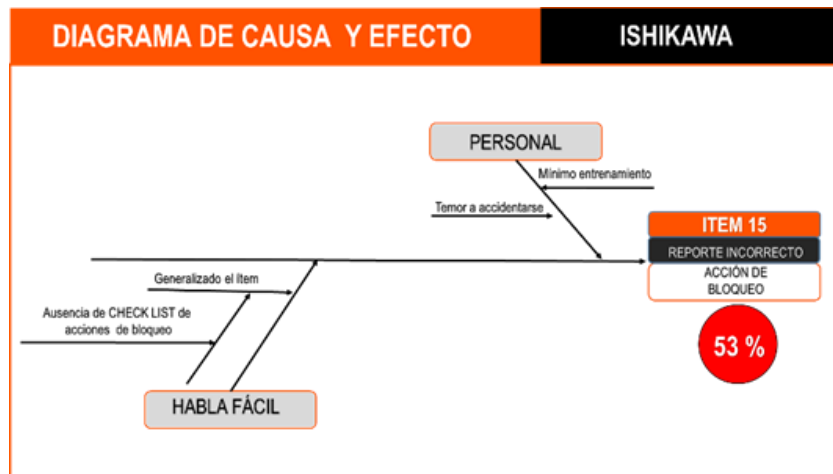 DIAGRAMA DE CAUSA Y EFECTO
ISHIKAWA
PERSONAL
Mínimo entrenamiento
Temor a accidentarse
ITEM 15
REPORTE INCORRECTO
ACCIÓN DE
BLOQUEO
53 %
Generalizado el ítem
Ausencia de CHECK LIST de
acciones de bloqueo
HABLA FÁCIL